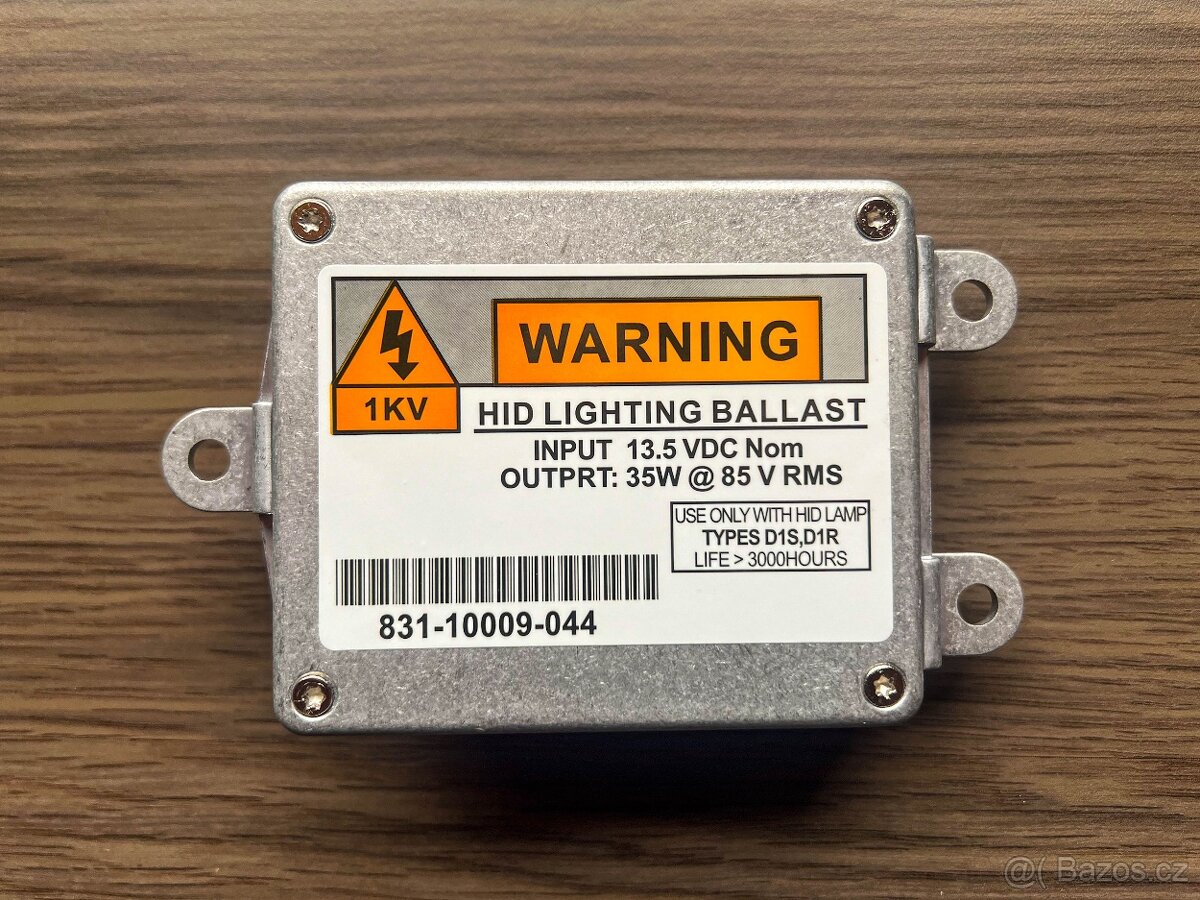 WARNING
1KV
HID LIGHTING BALLAST
INPUT 13.5 VDC Nom
OUTPRT: 35W @ 85 V RMS
USE ONLY WITH HID LAMP
TYPES D1S,D1R
LIFE > 3000HOURS
831-10009-044
@( Bazos.cz